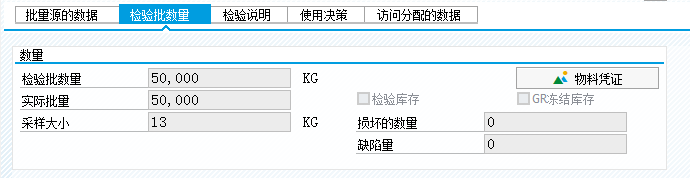 批量源的数据 检验批数量 检验说明 使用决策 访问分配的数据
数量
检验批数量 50,000 KG 物料凭证
实际批量 50,000 检验库存 GR冻结库存
采样大小 13 KG 损坏的数量 0
缺陷量 0